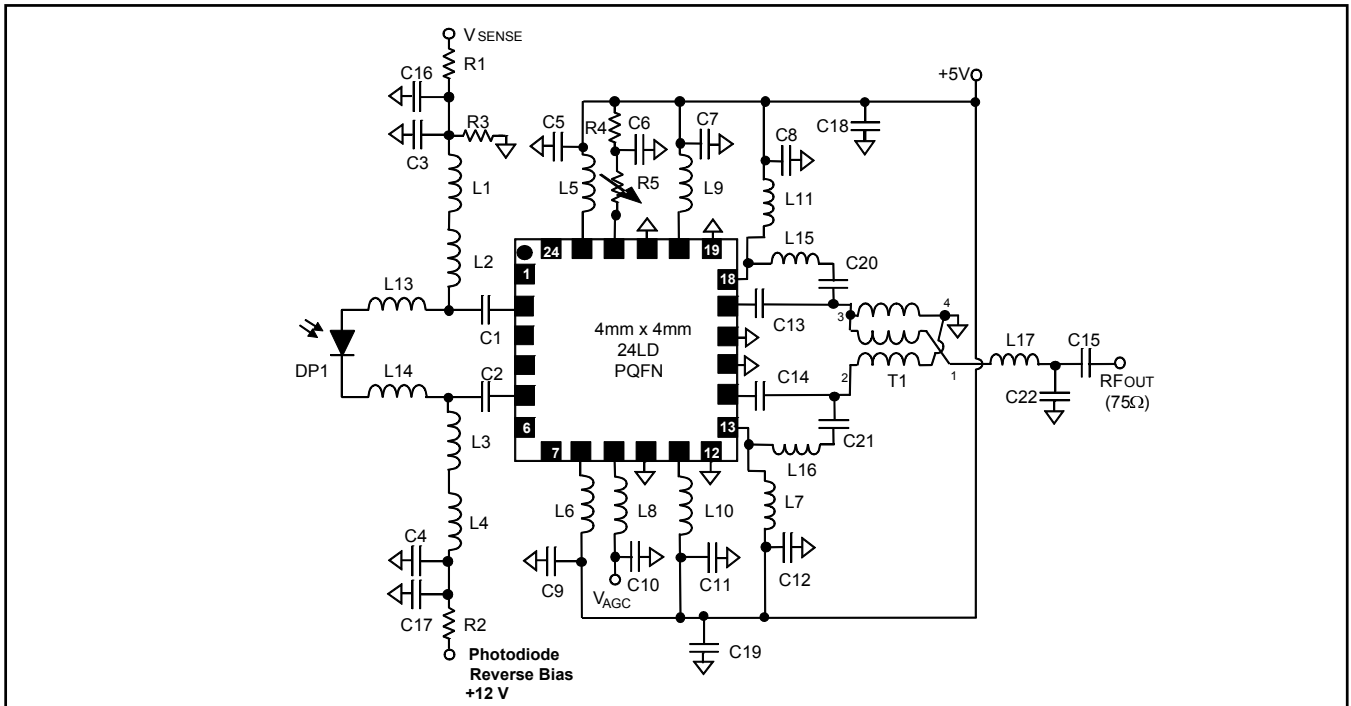 VSENSE
R1
C16
+5V
R3
C3
C5
R4
C6
C7
C8
C18
L1
L5
R5
L9
L11
L2
L15
C20
24
19
1
18
L13
C1
C13
3
4
4mm x 4mm
24LD
PQFN
DP1
L14
C2
C14
2
T1
1
L17
C15
RFOUT
(75Ω)
C22
6
13
C21
L16
L3
7
12
L4
L6
L8
L10
L7
C4
C9
C10
VAGC
C11
C12
C17
R2
C19
Photodiode
Reverse Bias
+12 V